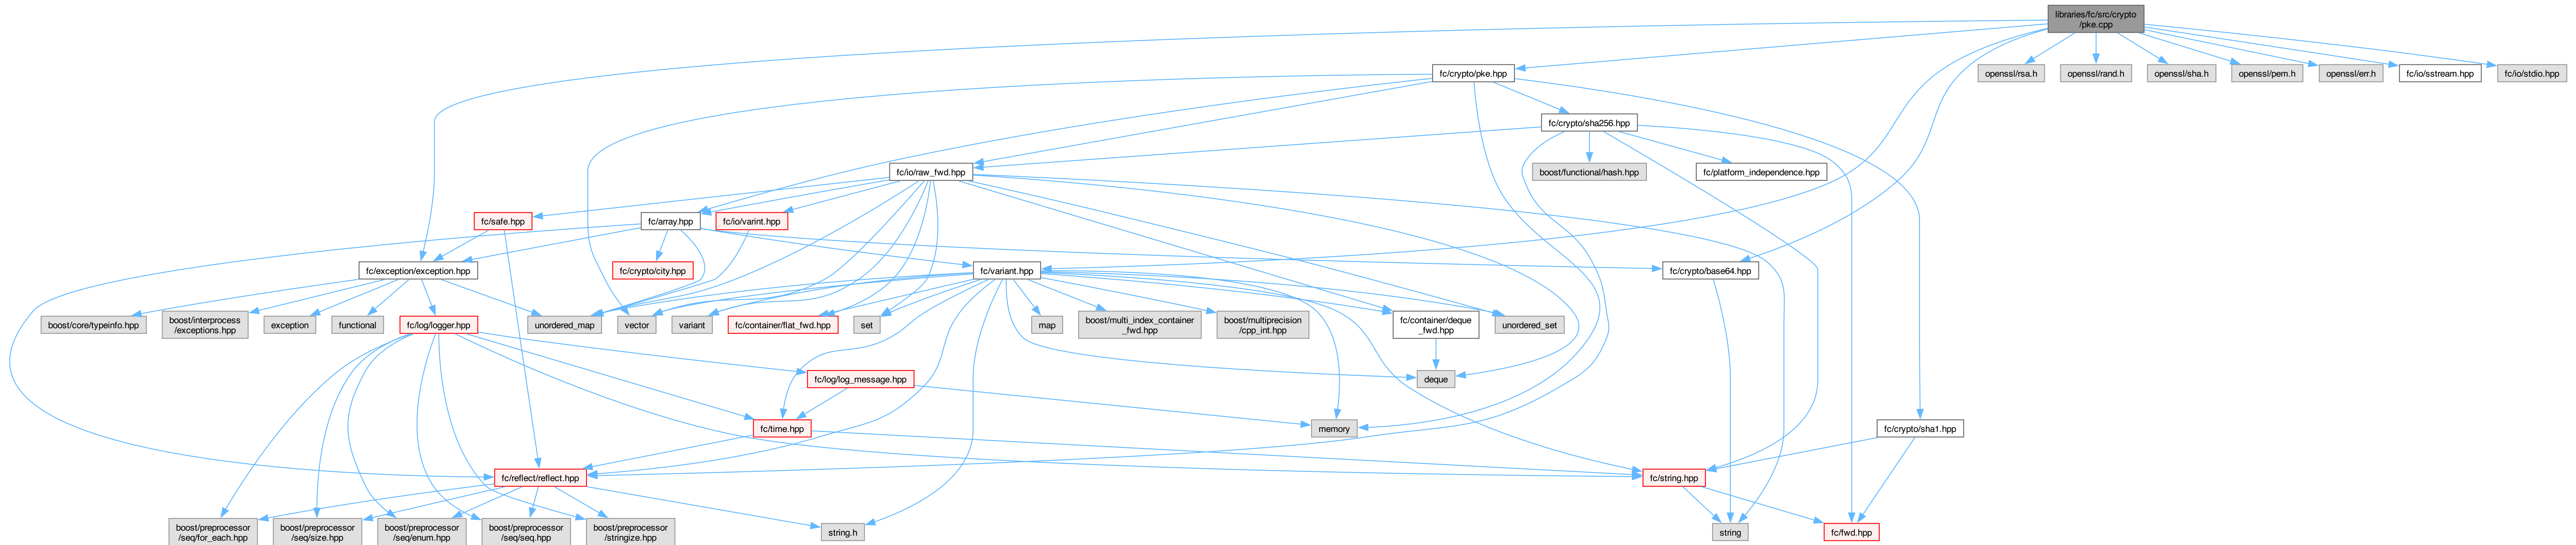 libraries/fc/src/crypto
/pke.cpp
fc/crypto/pke.hpp
openssl/rsa.h
openssl/rand.h
openssl/sha.h
openssl/pem.h
openssl/err.h
fc/io/sstream.hpp
fc/io/stdio.hpp
fc/crypto/sha256.hpp
fc/io/raw_fwd.hpp
boost/functional/hash.hpp
fc/platform_independence.hpp
fc/safe.hpp
fc/array.hpp
fc/io/varint.hpp
fc/exception/exception.hpp
fc/crypto/city.hpp
fc/variant.hpp
fc/crypto/base64.hpp
boost/core/typeinfo.hpp
boost/interprocess
/exceptions.hpp
exception
functional
fc/log/logger.hpp
unordered_map
vector
variant
fc/container/flat_fwd.hpp
set
map
boost/multi_index_container
_fwd.hpp
boost/multiprecision
/cpp_int.hpp
fc/container/deque
_fwd.hpp
unordered_set
fc/log/log_message.hpp
deque
fc/time.hpp
memory
fc/crypto/sha1.hpp
fc/reflect/reflect.hpp
fc/string.hpp
boost/preprocessor
/seq/for_each.hpp
boost/preprocessor
/seq/size.hpp
boost/preprocessor
/seq/enum.hpp
boost/preprocessor
/seq/seq.hpp
boost/preprocessor
/stringize.hpp
string.h
string
fc/fwd.hpp